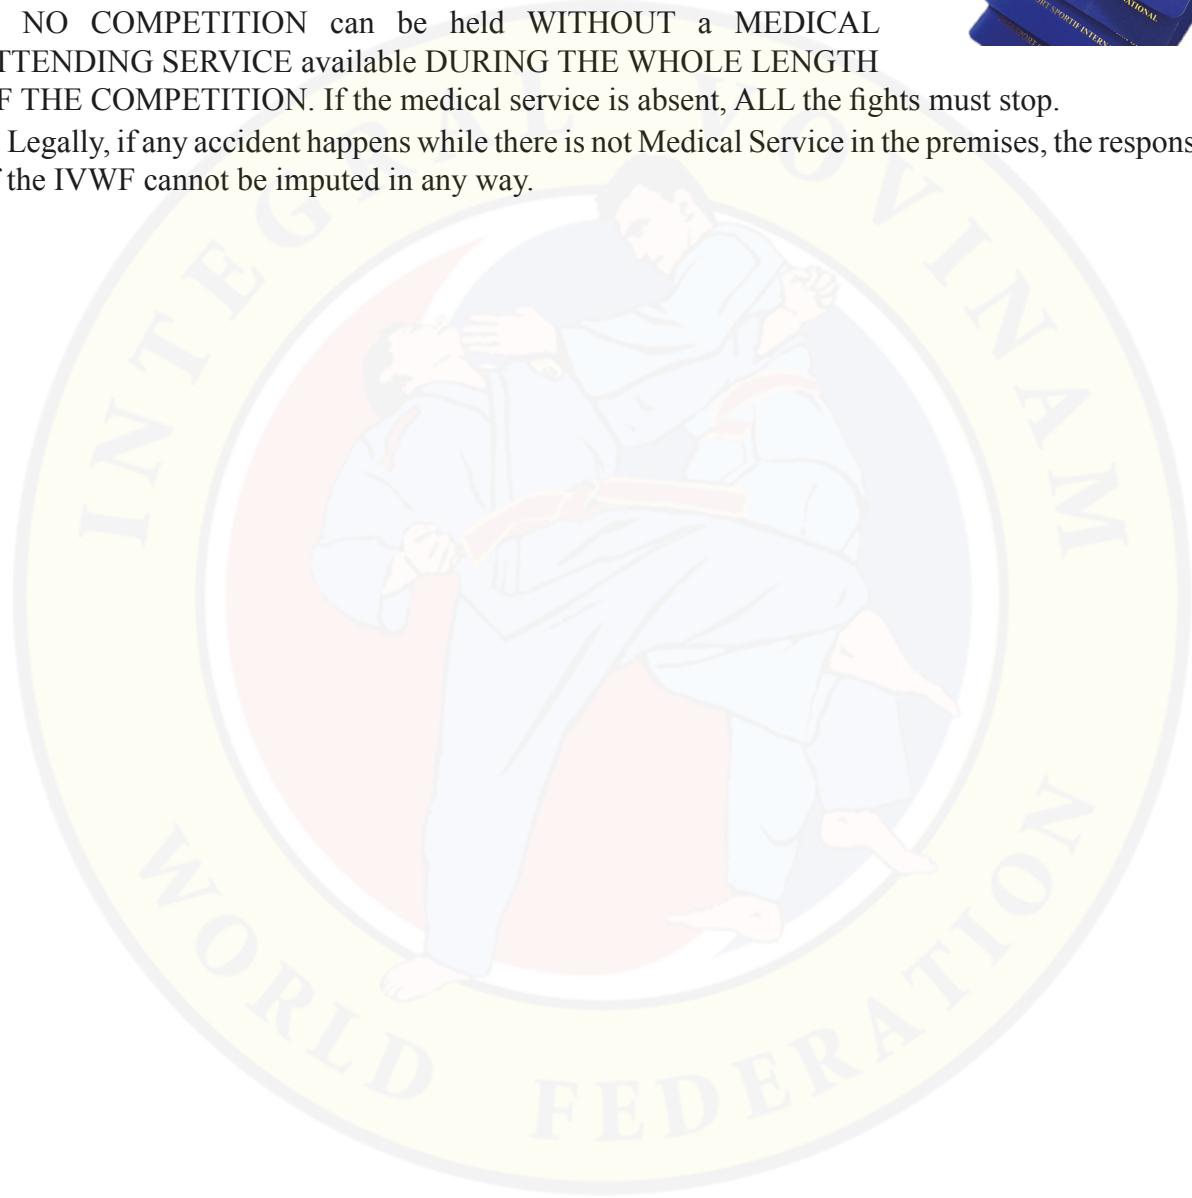 NO COMPETITION can be held WITHOUT a MEDICAL
TTENDING SERVICE available DURING THE WHOLE LENGTH
F THE COMPETITION. If the medical service is absent, ALL the fights must stop.
Legally, if any accident happens while there is not Medical Service in the premises, the respons
f the IVWF cannot be imputed in any way.
INTEGRAL VOVINAM
WORLD FEDERATION